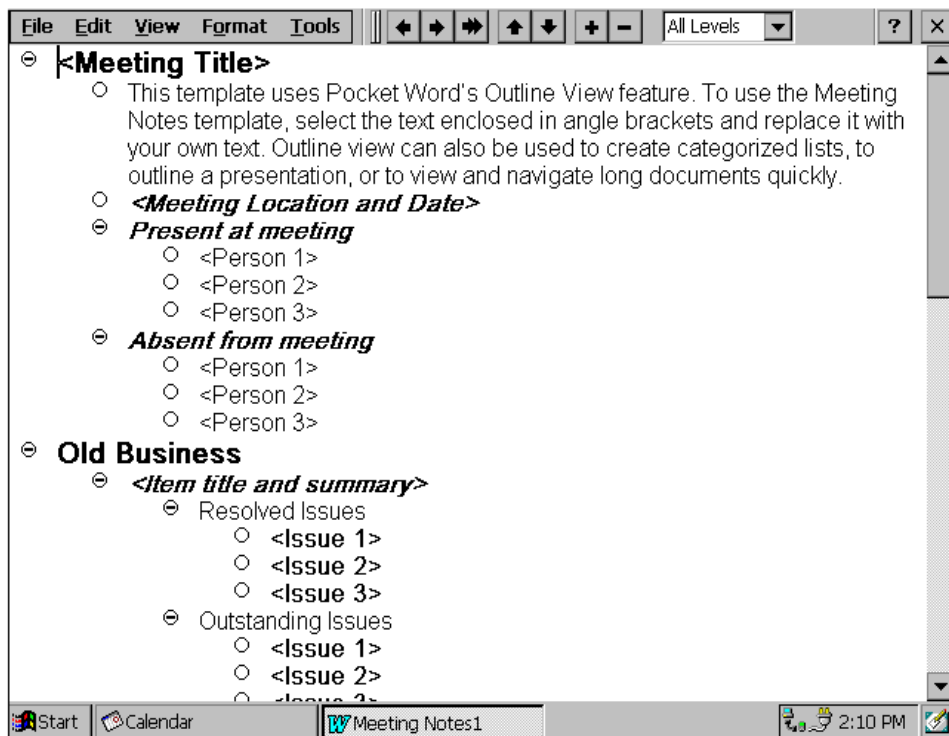 File Edit View Format Tools All Levels ?
<Meeting Title>
This template uses Pocket Word's Outline View feature. To use the Meeting
Notes template, select the text enclosed in angle brackets and replace it with
your own text. Outline view can also be used to create categorized lists, to
outline a presentation, or to view and navigate long documents quickly.
<Meeting Location and Date>
Present at meeting
<Person 1>
<Person 2>
<Person 3>
Absent from meeting
<Person 1>
<Person 2>
<Person 3>
Old Business
<Item title and summary>
Resolved Issues
<Issue 1>
<Issue 2>
<Issue 3>
Outstanding Issues
<Issue 1>
<Issue 2>
Start Calendar Meeting Notes1 2:10 PM